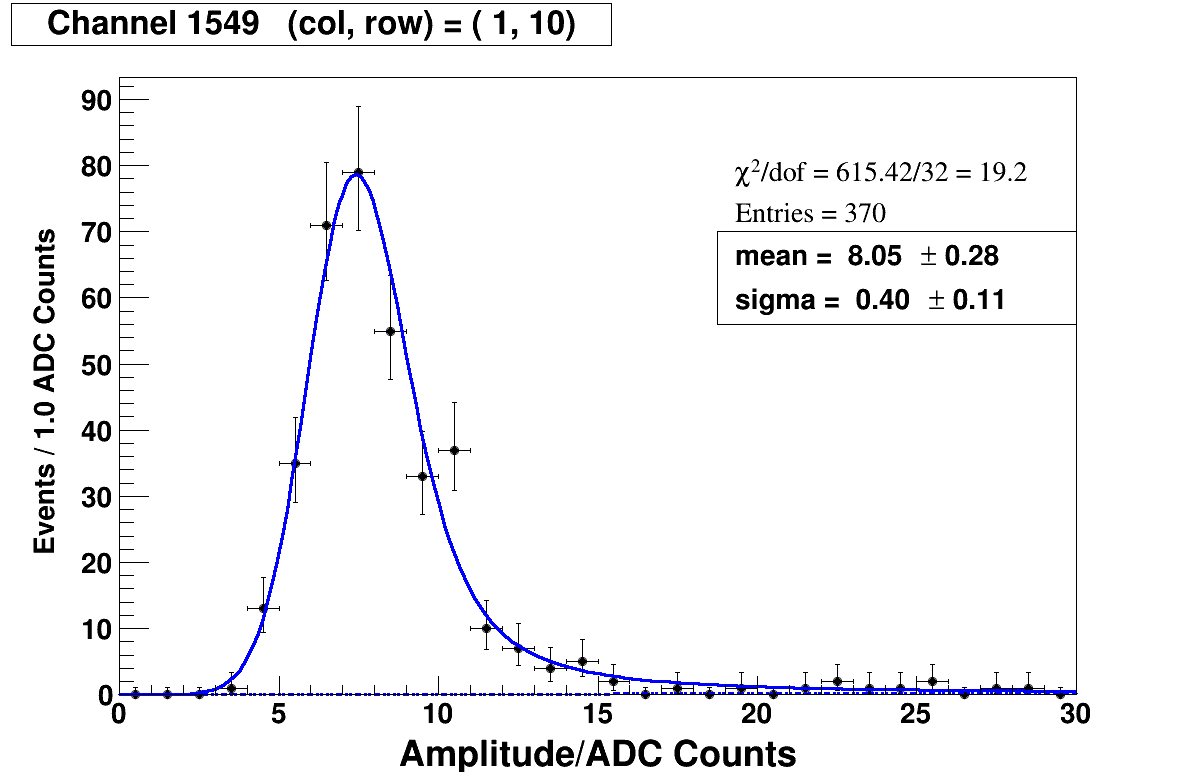 Channel 1549 (col, row) = ( 1, 10)
χ²/dof = 615.42/32 = 19.2
Entries = 370
mean = 8.05 ± 0.28
sigma = 0.40 ± 0.11
Events / 1.0 ADC Counts
90
80
70
60
50
40
30
20
10
0
0 5 10 15 20 25 30
Amplitude/ADC Counts